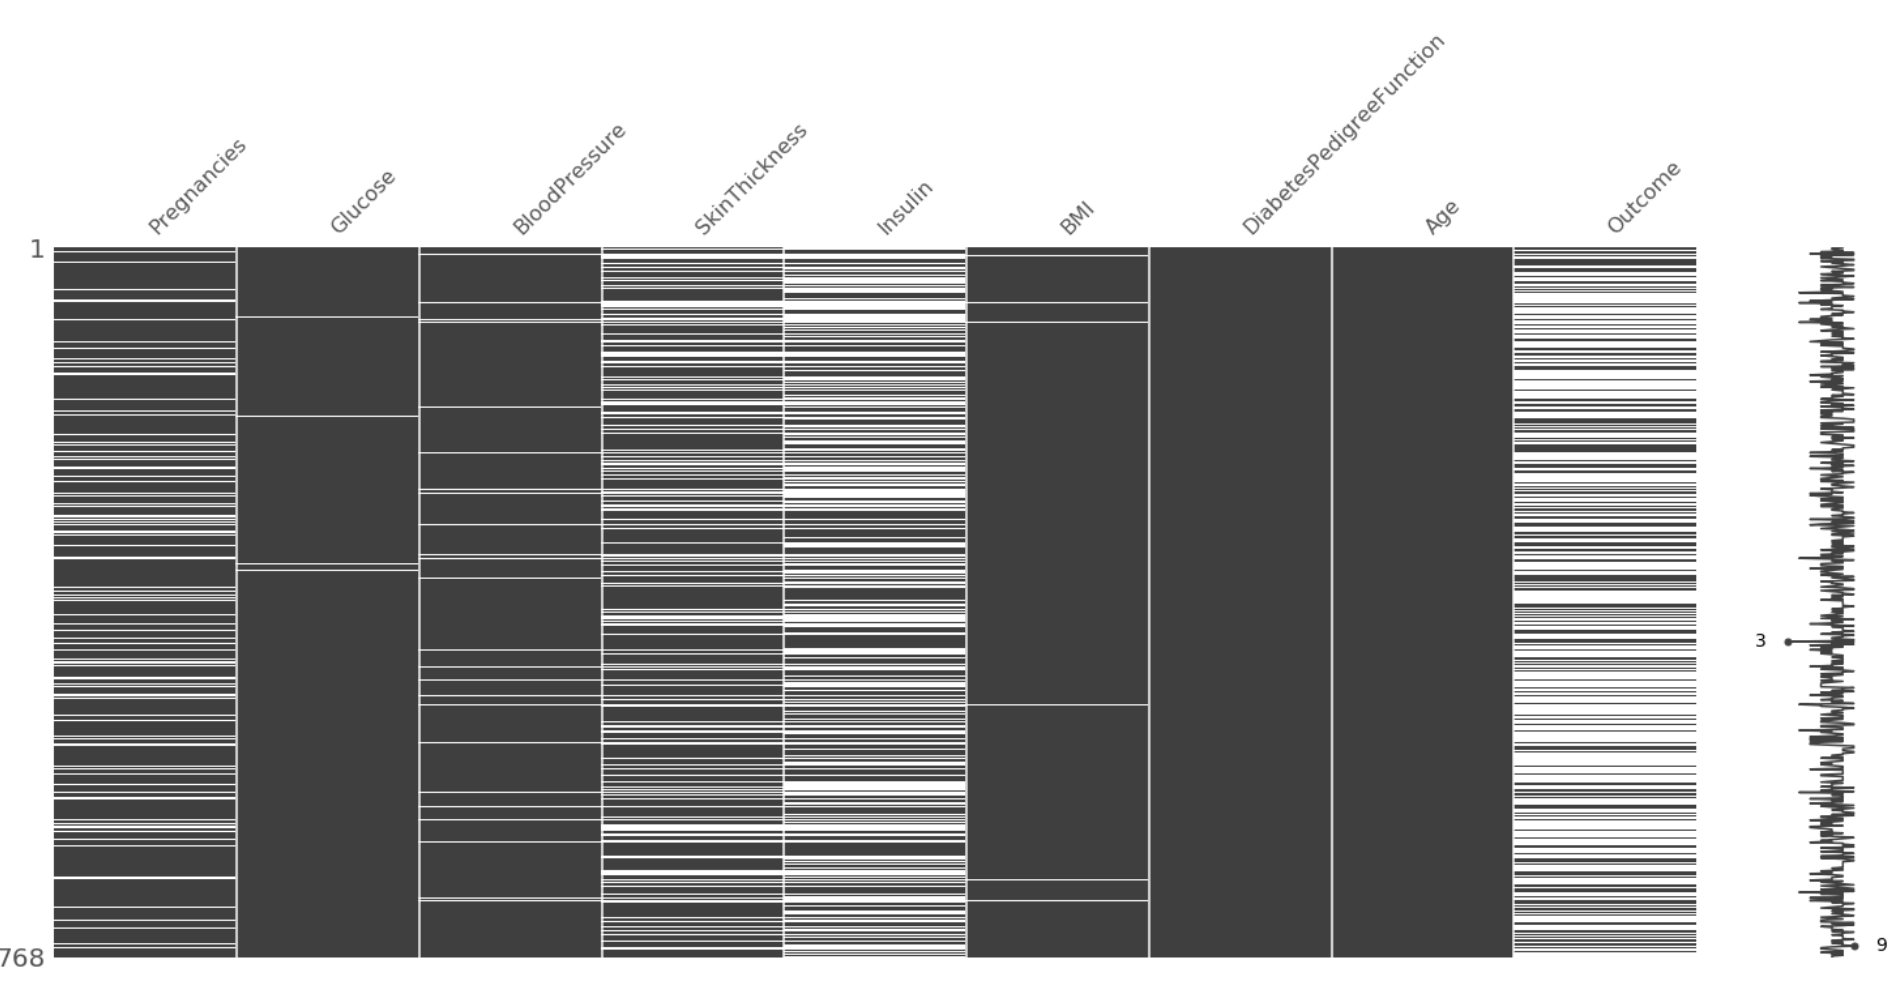 Pregnancies
Glucose
BloodPressure
SkinThickness
Insulin
BMI
DiabetesPedigreeFunction
Age
Outcome
1
3
9
768